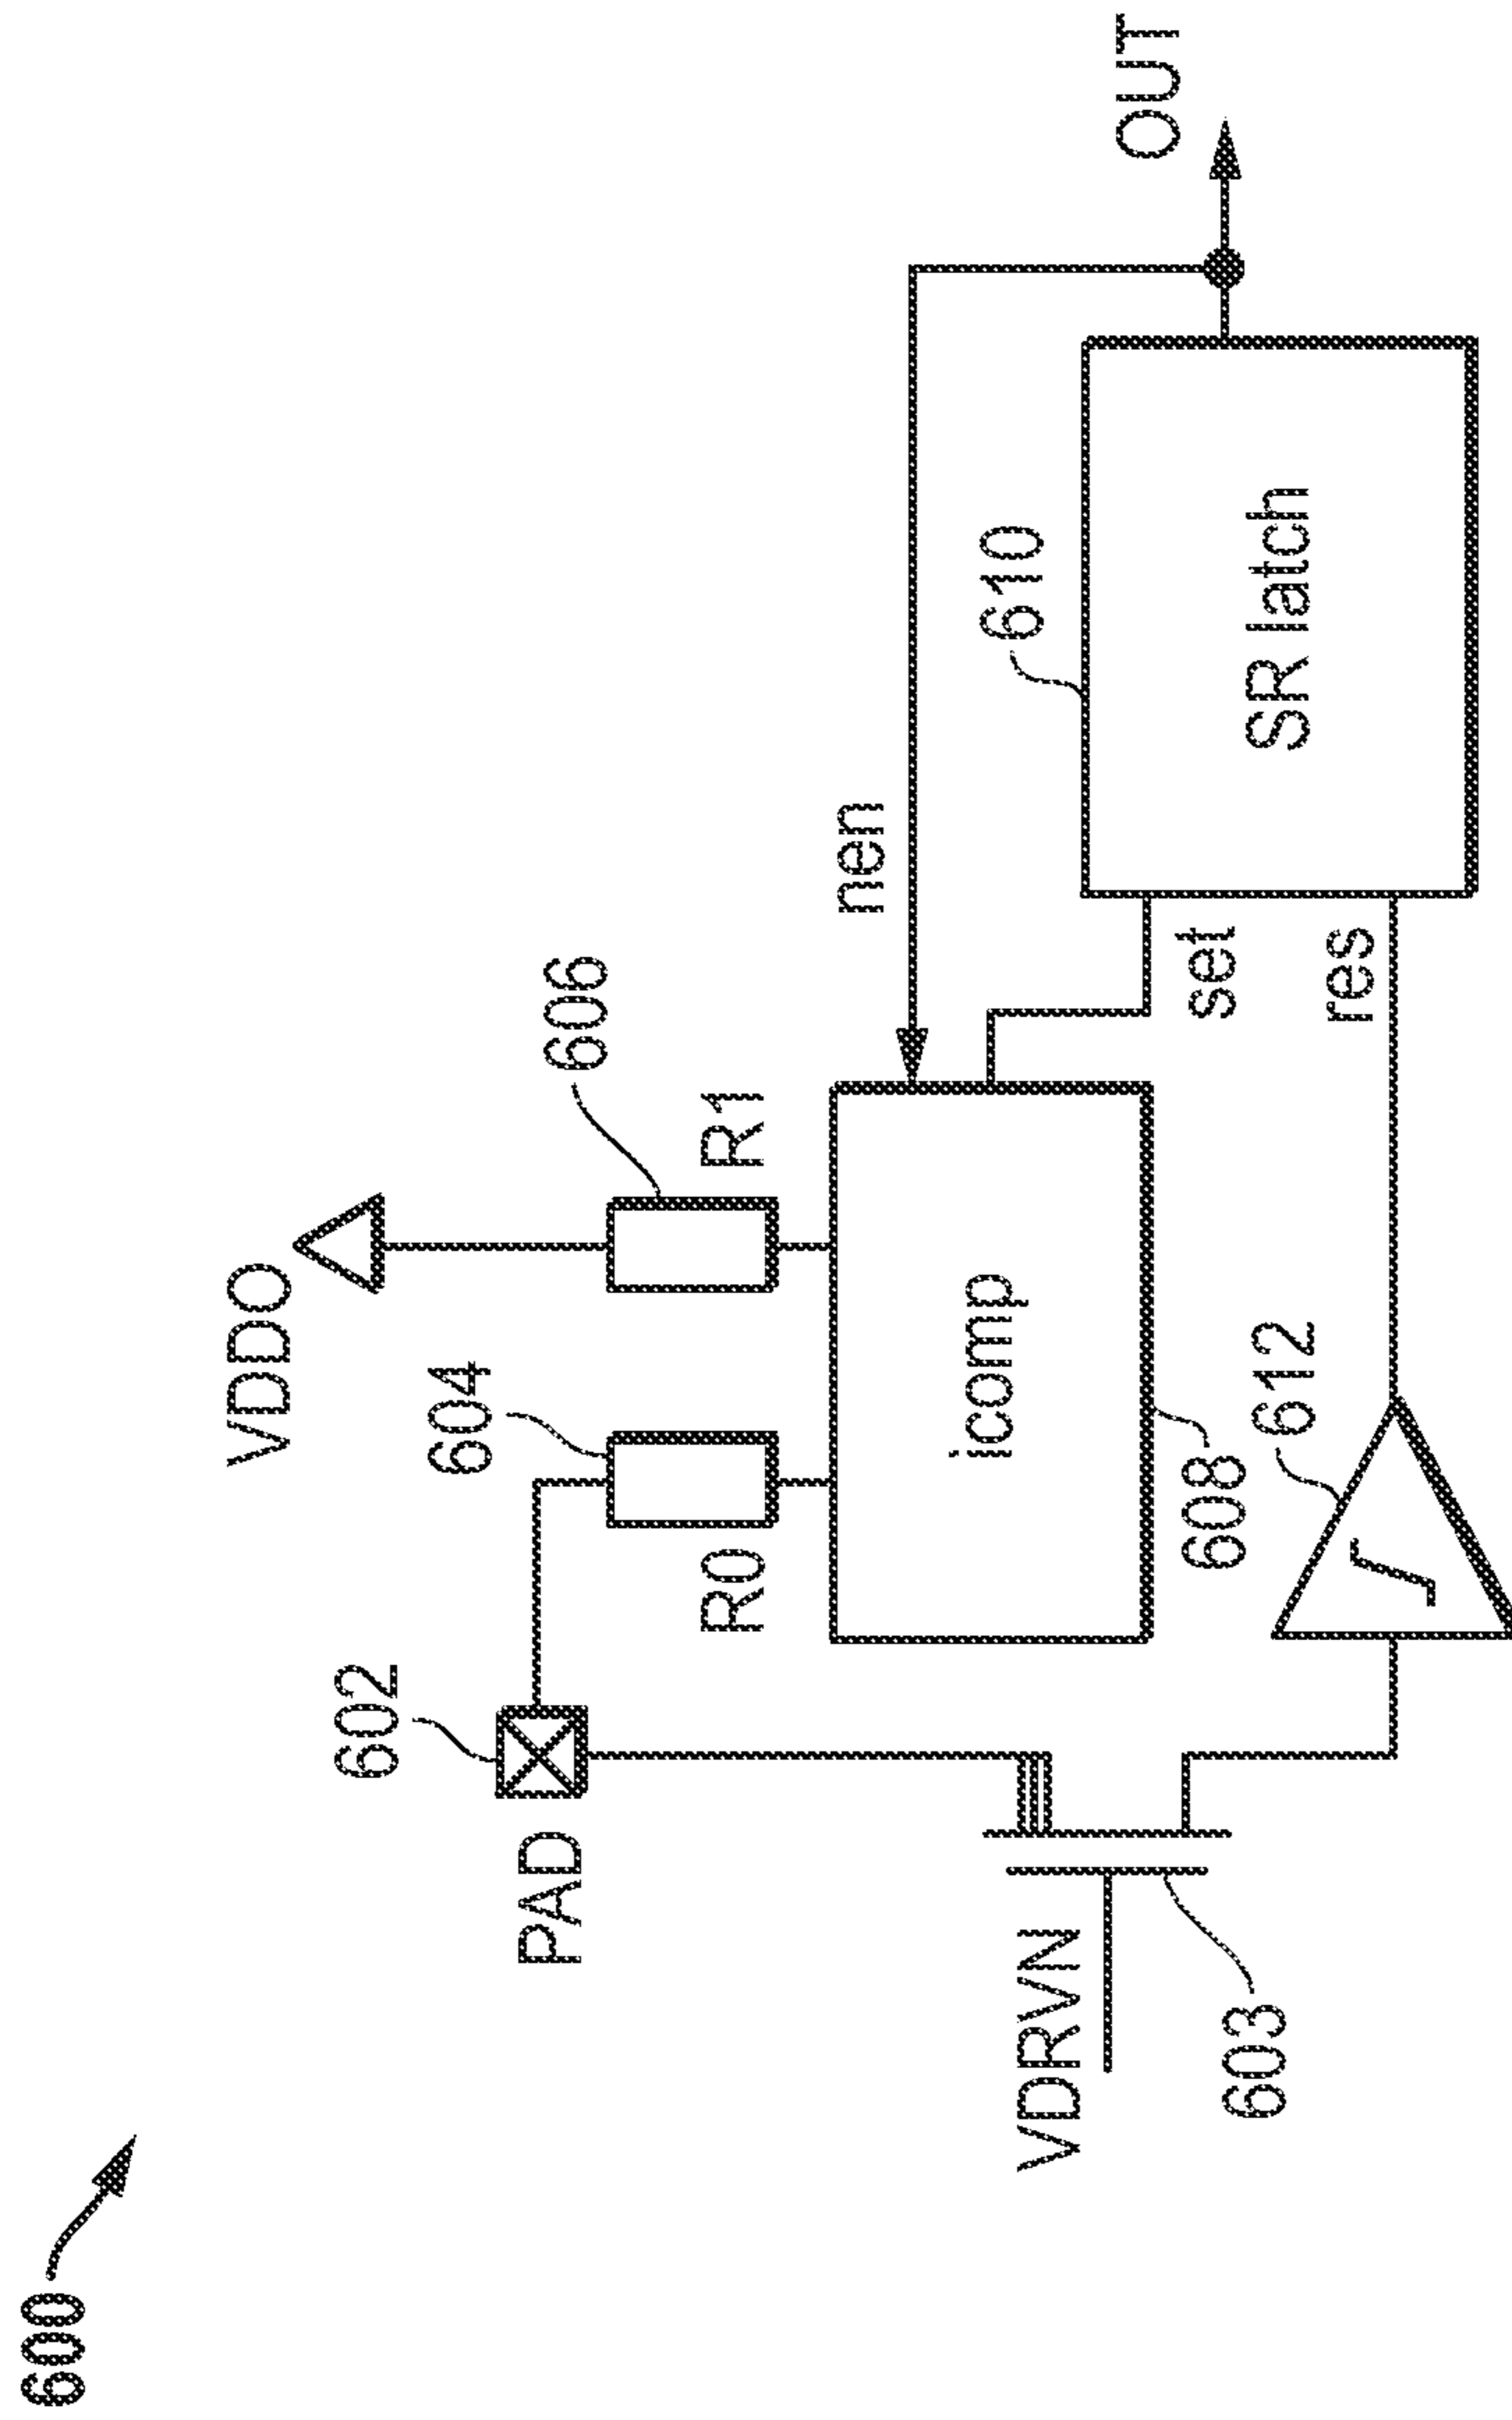 600
VDDO
602
604
PAD
606
R0
R1
nen
icomp
610
VDRVN
OUT
608
set
603
612
SR latch
res